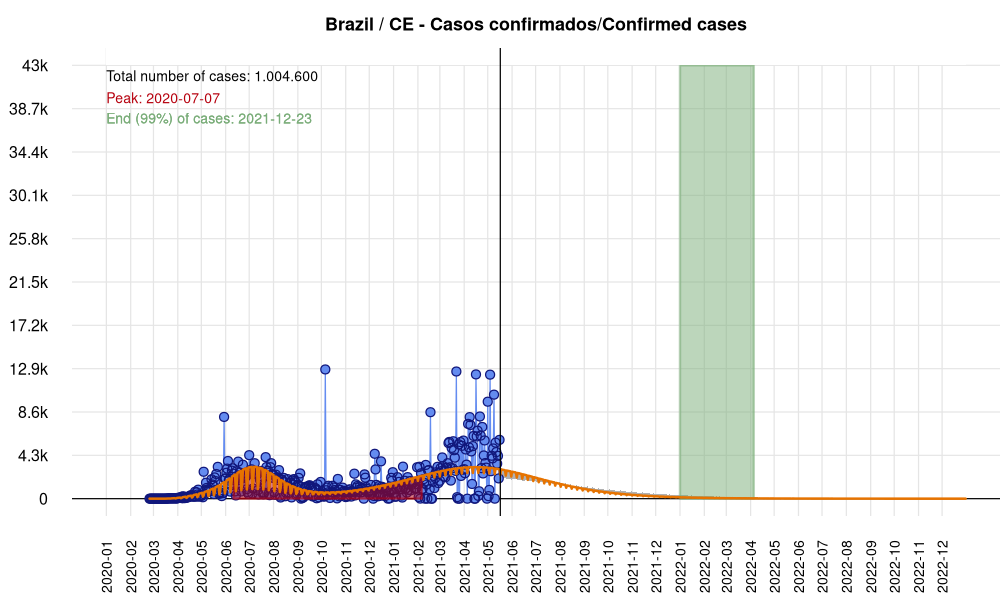 Brazil / CE - Casos confirmados/Confirmed cases
Total number of cases: 1.004.600
Peak: 2020-07-07
End (99%) of cases: 2021-12-23
43k
38.7k
34.4k
30.1k
25.8k
21.5k
17.2k
12.9k
8.6k
4.3k
0
2020-01
2020-02
2020-03
2020-04
2020-05
2020-06
2020-07
2020-08
2020-09
2020-10
2020-11
2020-12
2021-01
2021-02
2021-03
2021-04
2021-05
2021-06
2021-07
2021-08
2021-09
2021-10
2021-11
2021-12
2022-01
2022-02
2022-03
2022-04
2022-05
2022-06
2022-07
2022-08
2022-09
2022-10
2022-11
2022-12